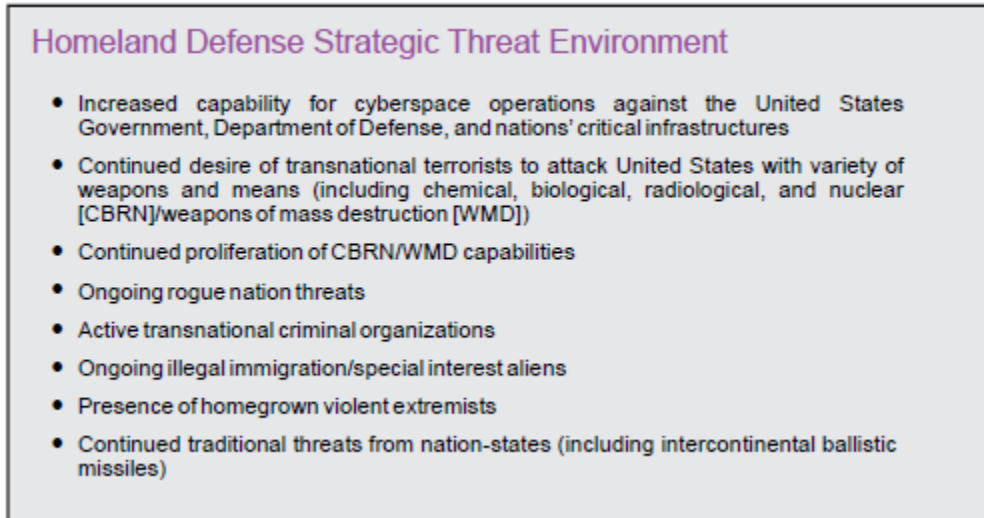 Homeland Defense Strategic Threat Environment
• Increased capability for cyberspace operations against the United States
Government, Department of Defense, and nations' critical infrastructures
• Continued desire of transnational terrorists to attack United States with variety of
weapons and means (including chemical, biological, radiological, and nuclear
[CBRN]/weapons of mass destruction [WMD])
• Continued proliferation of CBRN/WMD capabilities
• Ongoing rogue nation threats
• Active transnational criminal organizations
• Ongoing illegal immigration/special interest aliens
• Presence of homegrown violent extremists
• Continued traditional threats from nation-states (including intercontinental ballistic
missiles)